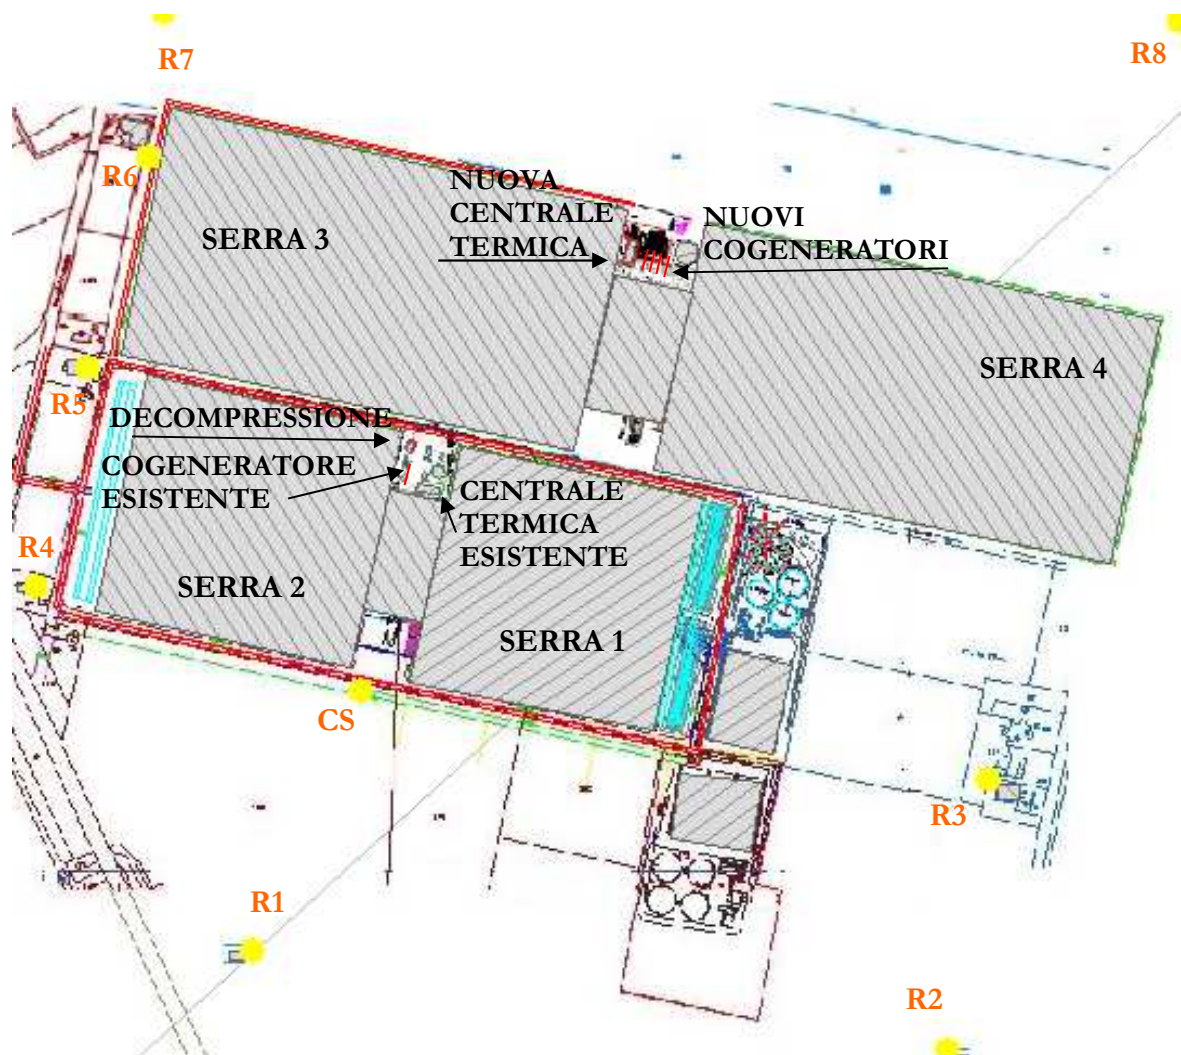 R7
R8
R6
NUOVA
CENTRALE
TERMICA
NUOVI
COGENERATORI
SERRA 3
SERRA 4
R5
DECOMPRESSIONE
COGENERATORE
ESISTENTE
CENTRALE
TERMICA
ESISTENTE
R4
SERRA 2
SERRA 1
CS
R3
R1
R2